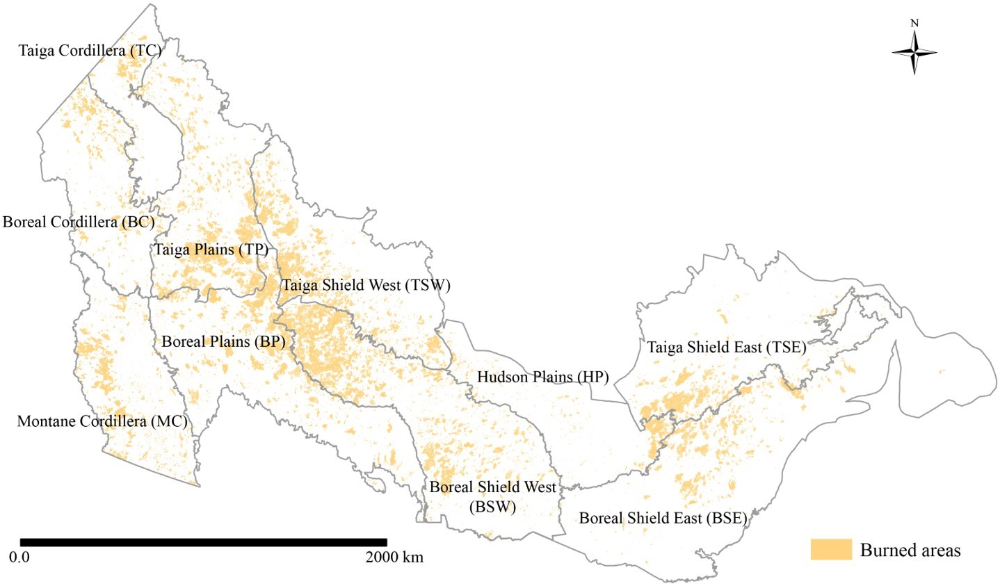 N
Taiga Cordillera (TC)
Boreal Cordillera (BC)
Taiga Plains (TP)
Taiga Shield West (TSW)
Boreal Plains (BP)
Taiga Shield East (TSE)
Hudson Plains (HP)
Montane Cordillera (MC)
Boreal Shield West
(BSW)
Boreal Shield East (BSE)
0.0
2000 km
Burned areas